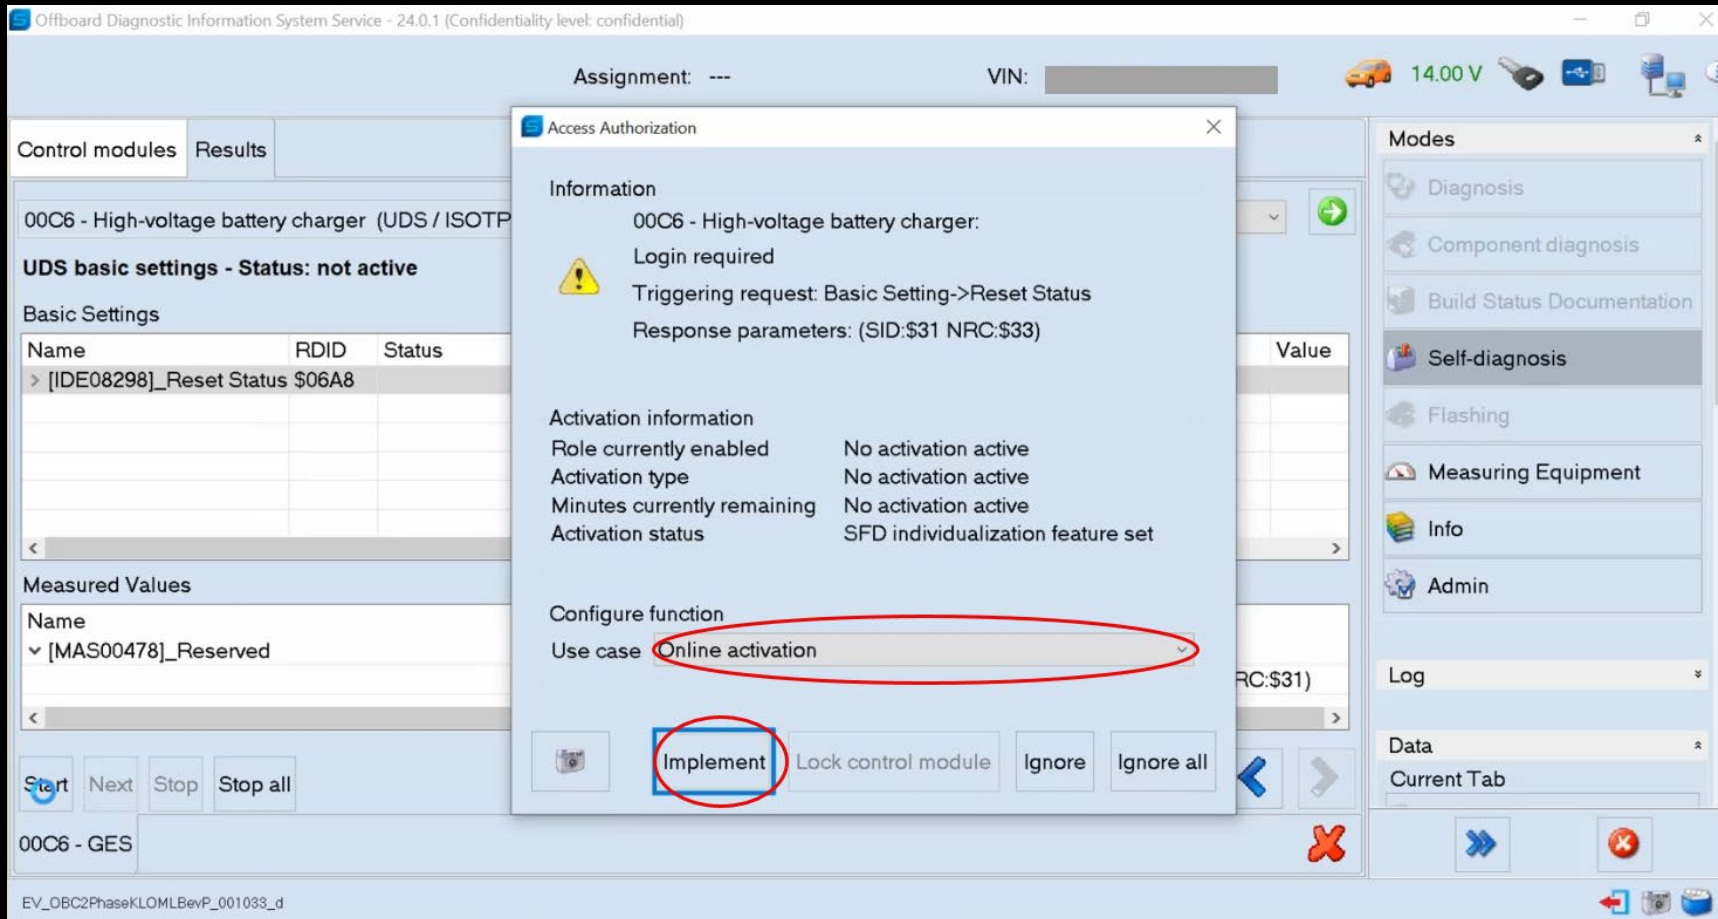 Offboard Diagnostic Information System Service - 24.0.1 (Confidentiality level: confidential)
Assignment: ---
VIN:
14.00 V
Control modules
Results
00C6 - High-voltage battery charger (UDS / ISOTP
UDS basic settings - Status: not active
Basic Settings
Name RDID Status Value
[IDE08298]_Reset Status $06A8
Measured Values
Name
[MAS00478]_Reserved
RC:$31)
Start
Next
Stop
Stop all
00C6 - GES
EV_OBC2PhaseKLOMLBevP_001033_d
Access Authorization
Information
00C6 - High-voltage battery charger:
Login required
Triggering request: Basic Setting->Reset Status
Response parameters: (SID:$31 NRC:$33)
Activation information
Role currently enabled No activation active
Activation type No activation active
Minutes currently remaining No activation active
Activation status SFD individualization feature set
Configure function
Use case Online activation
Implement
Lock control module
Ignore
Ignore all
Modes
Diagnosis
Component diagnosis
Build Status Documentation
Self-diagnosis
Flashing
Measuring Equipment
Info
Admin
Log
Data
Current Tab